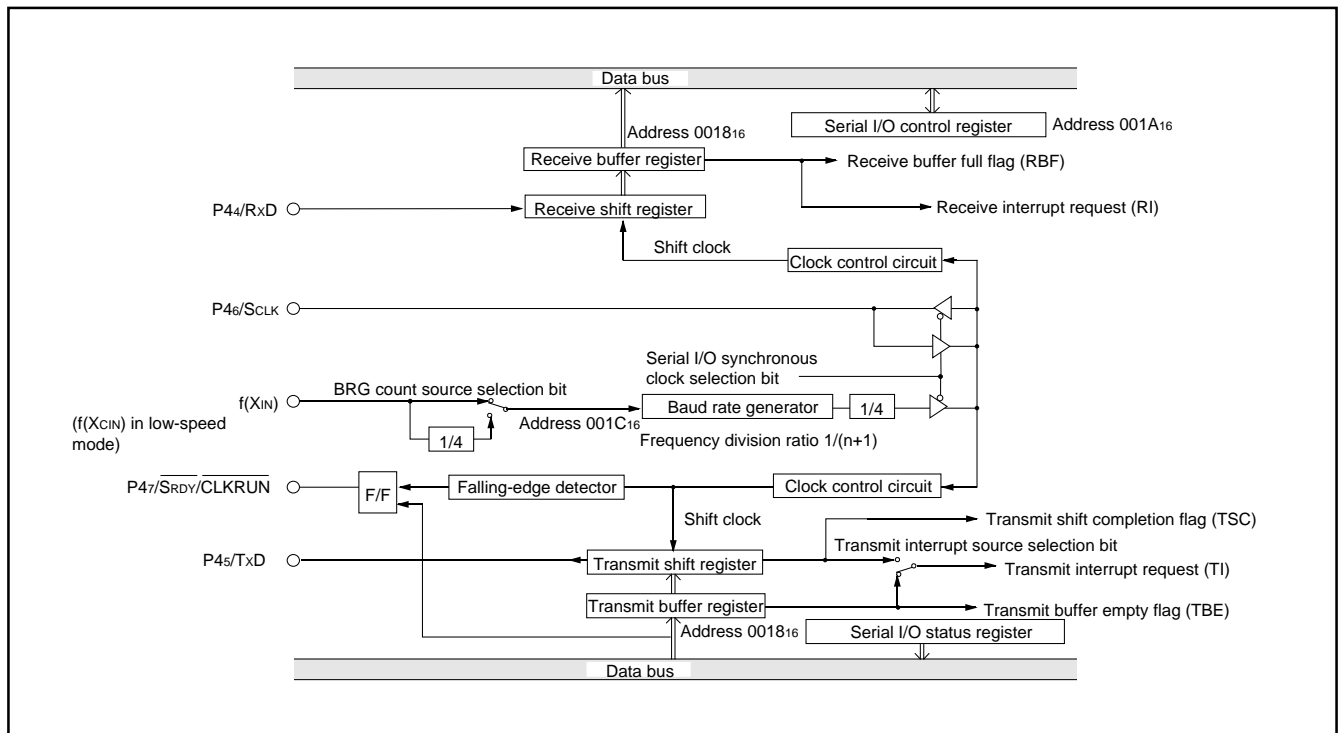 Data bus
Address 0018₁₆
Serial I/O control register
Address 001A₁₆
Receive buffer register
Receive buffer full flag (RBF)
P4₄/RxD
Receive shift register
Receive interrupt request (RI)
Shift clock
Clock control circuit
P4₆/SCLK
Serial I/O synchronous
clock selection bit
BRG count source selection bit
f(XIN)
(f(XCIN) in low-speed
mode)
1/4
Address 001C₁₆
Baud rate generator
1/4
Frequency division ratio 1/(n+1)
P4₇/S̅R̅D̅Y̅/C̅L̅K̅R̅U̅N̅
F/F
Falling-edge detector
Clock control circuit
Shift clock
Transmit shift completion flag (TSC)
P4₅/TxD
Transmit shift register
Transmit interrupt source selection bit
Transmit interrupt request (TI)
Transmit buffer register
Transmit buffer empty flag (TBE)
Address 0018₁₆
Serial I/O status register
Data bus